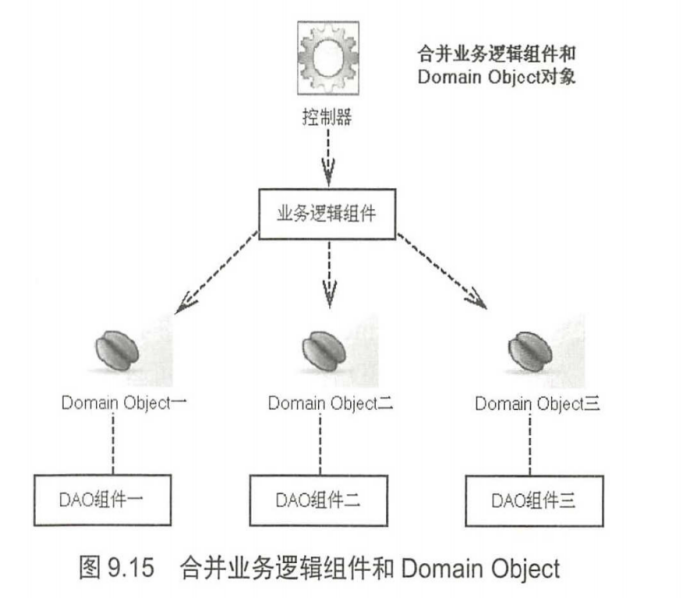 合并业务逻辑组件和
Domain Object对象
控制器
业务逻辑组件
Domain Object一
Domain Object二
Domain Object三
DAO组件一
DAO组件二
DAO组件三
图 9.15 合并业务逻辑组件和 Domain Object